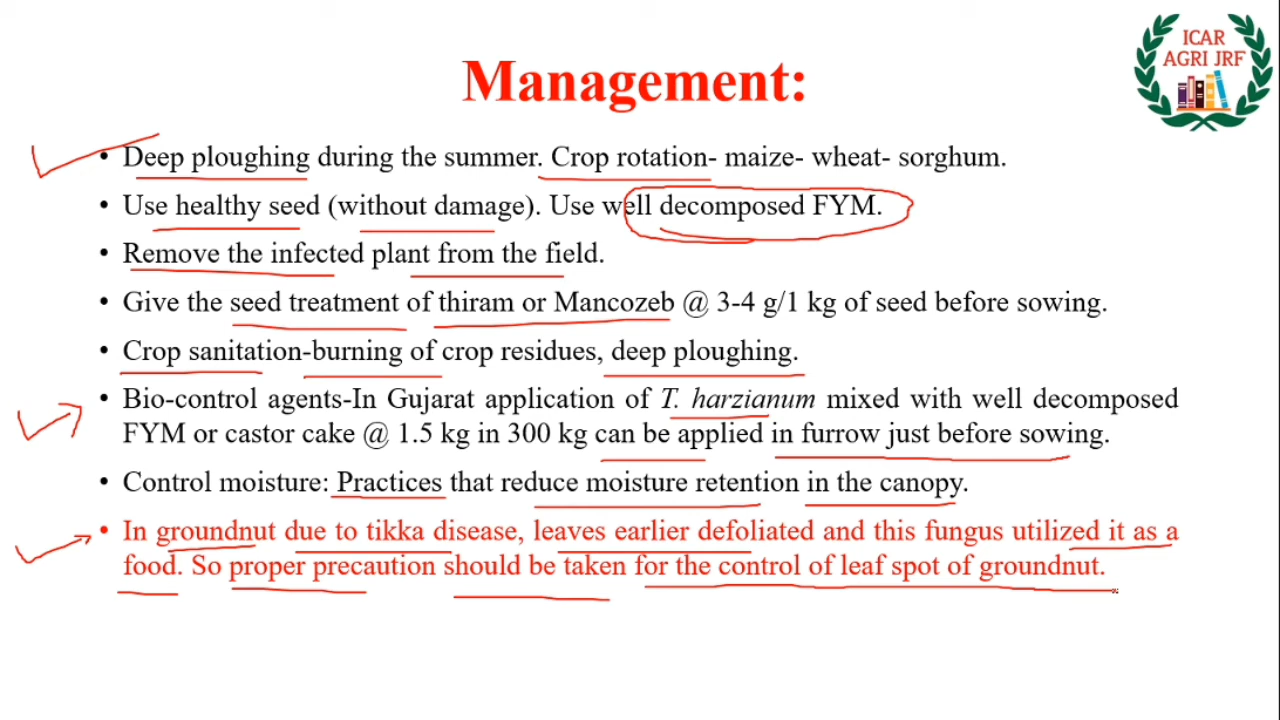 ICAR
AGRI JRF
Management:
• Deep ploughing during the summer. Crop rotation- maize- wheat- sorghum.
• Use healthy seed (without damage). Use well decomposed FYM.
• Remove the infected plant from the field.
• Give the seed treatment of thiram or Mancozeb @ 3-4 g/1 kg of seed before sowing.
• Crop sanitation-burning of crop residues, deep ploughing.
• Bio-control agents-In Gujarat application of T. harzianum mixed with well decomposed
FYM or castor cake @ 1.5 kg in 300 kg can be applied in furrow just before sowing.
• Control moisture: Practices that reduce moisture retention in the canopy.
• In groundnut due to tikka disease, leaves earlier defoliated and this fungus utilized it as a
food. So proper precaution should be taken for the control of leaf spot of groundnut.